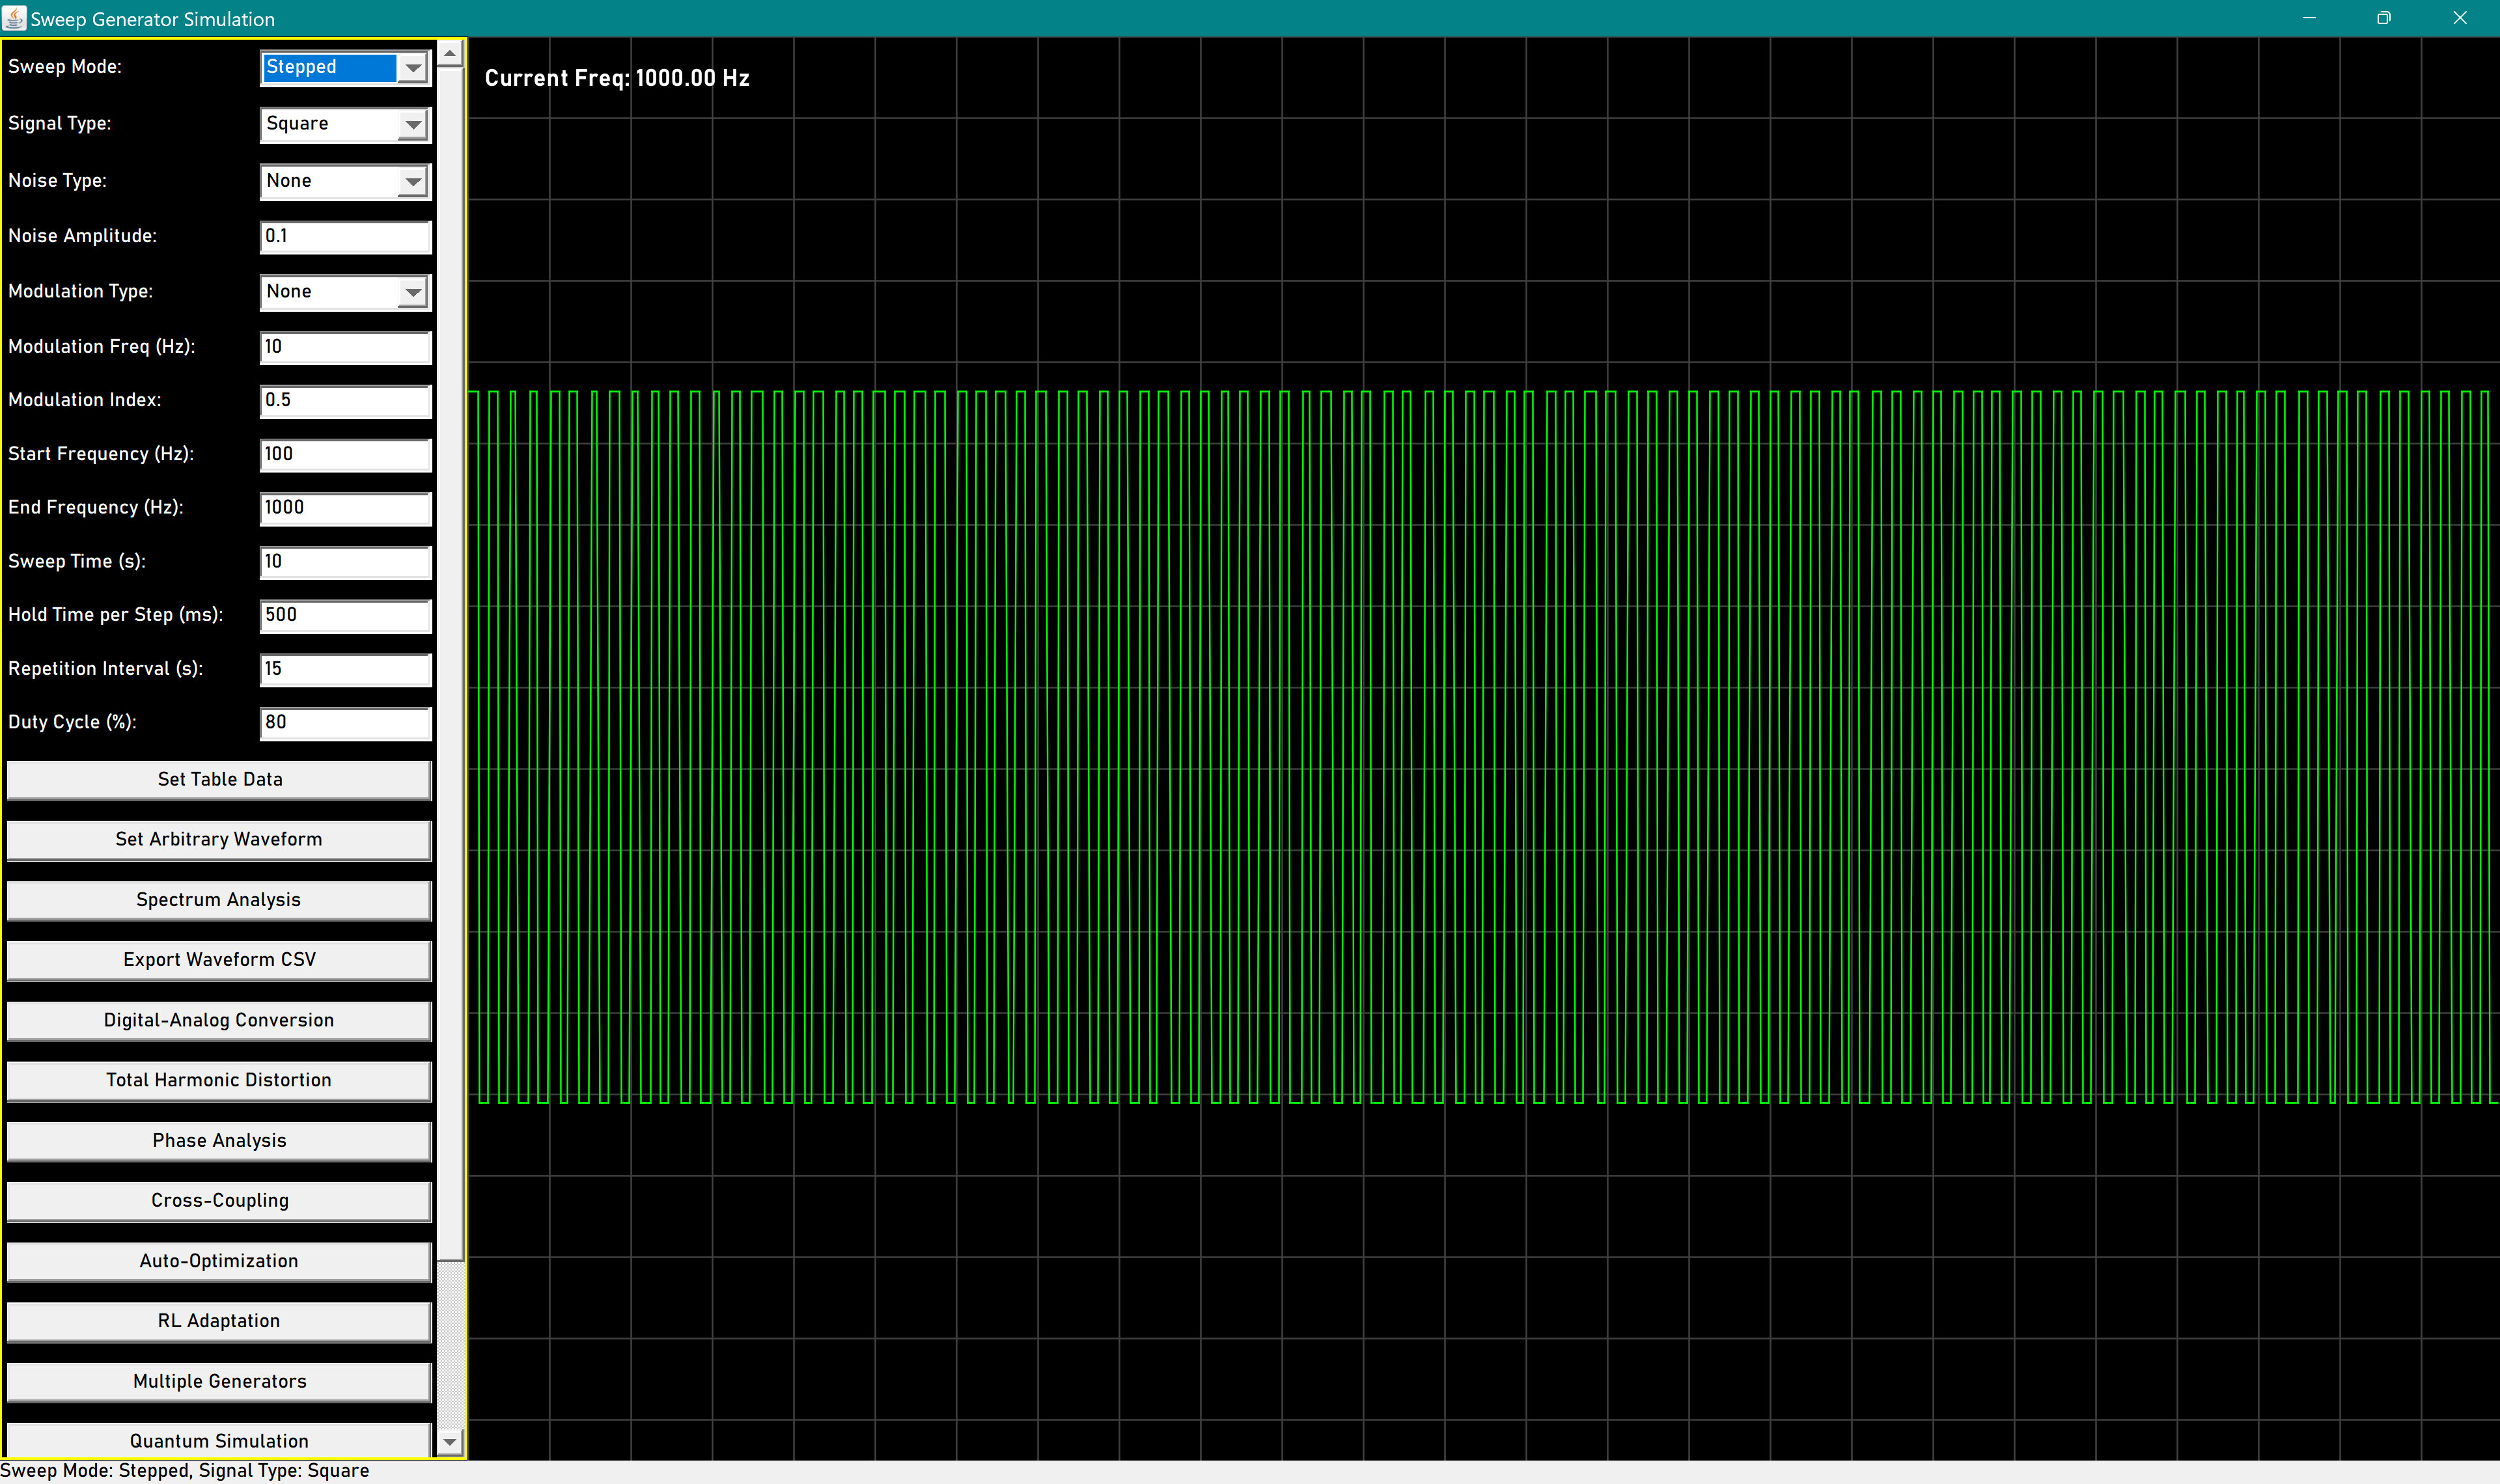 Sweep Generator Simulation
Sweep Mode: Stepped
Current Freq: 1000.00 Hz
Signal Type: Square
Noise Type: None
Noise Amplitude: 0.1
Modulation Type: None
Modulation Freq (Hz): 10
Modulation Index: 0.5
Start Frequency (Hz): 100
End Frequency (Hz): 1000
Sweep Time (s): 10
Hold Time per Step (ms): 500
Repetition Interval (s): 15
Duty Cycle (%): 80
Set Table Data
Set Arbitrary Waveform
Spectrum Analysis
Export Waveform CSV
Digital-Analog Conversion
Total Harmonic Distortion
Phase Analysis
Cross-Coupling
Auto-Optimization
RL Adaptation
Multiple Generators
Quantum Simulation
Sweep Mode: Stepped, Signal Type: Square